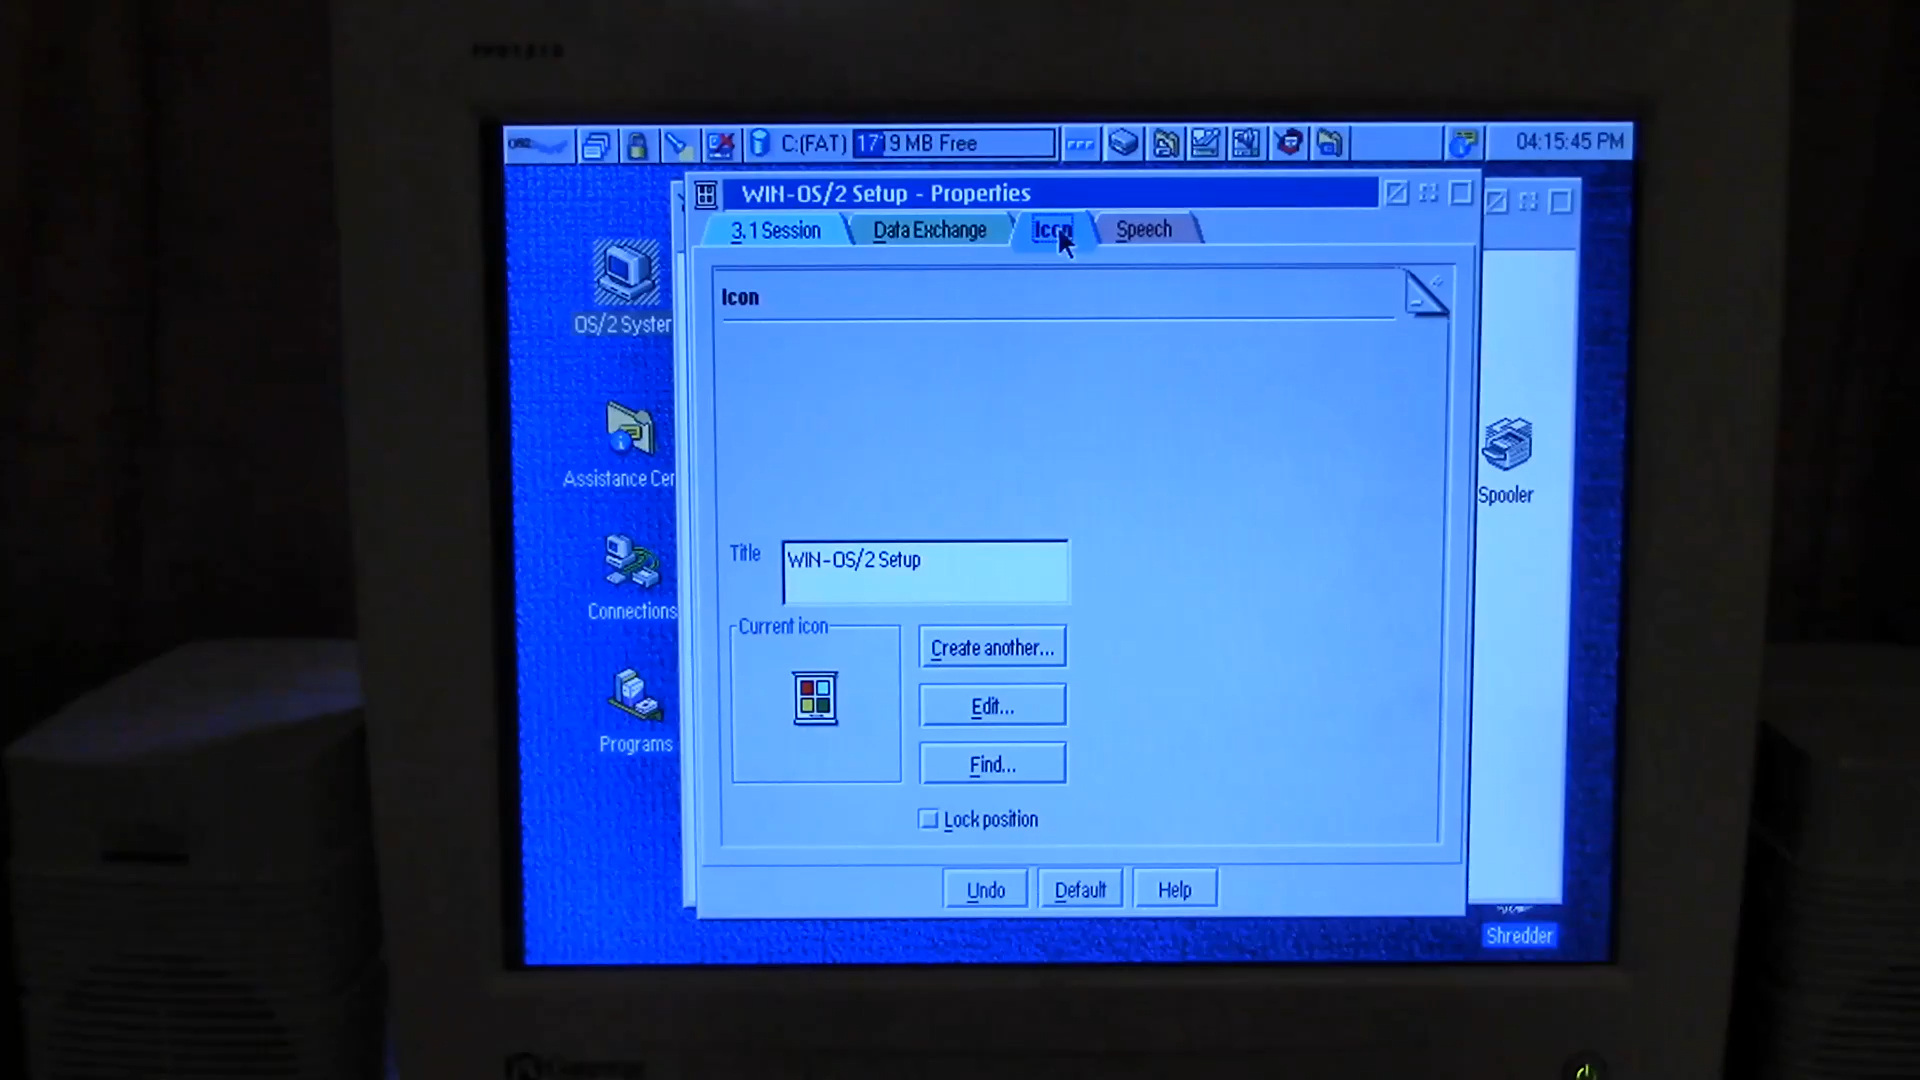 C:(FAT) 179 MB Free
04:15:45 PM
WIN-OS/2 Setup - Properties
3.1 Session
Data Exchange
Icon
Speech
Icon
OS/2 System
Assistance Cen
Connections
Programs
Title
WIN-OS/2 Setup
Current icon
Create another...
Edit...
Find...
Lock position
Undo
Default
Help
Spooler
Shredder